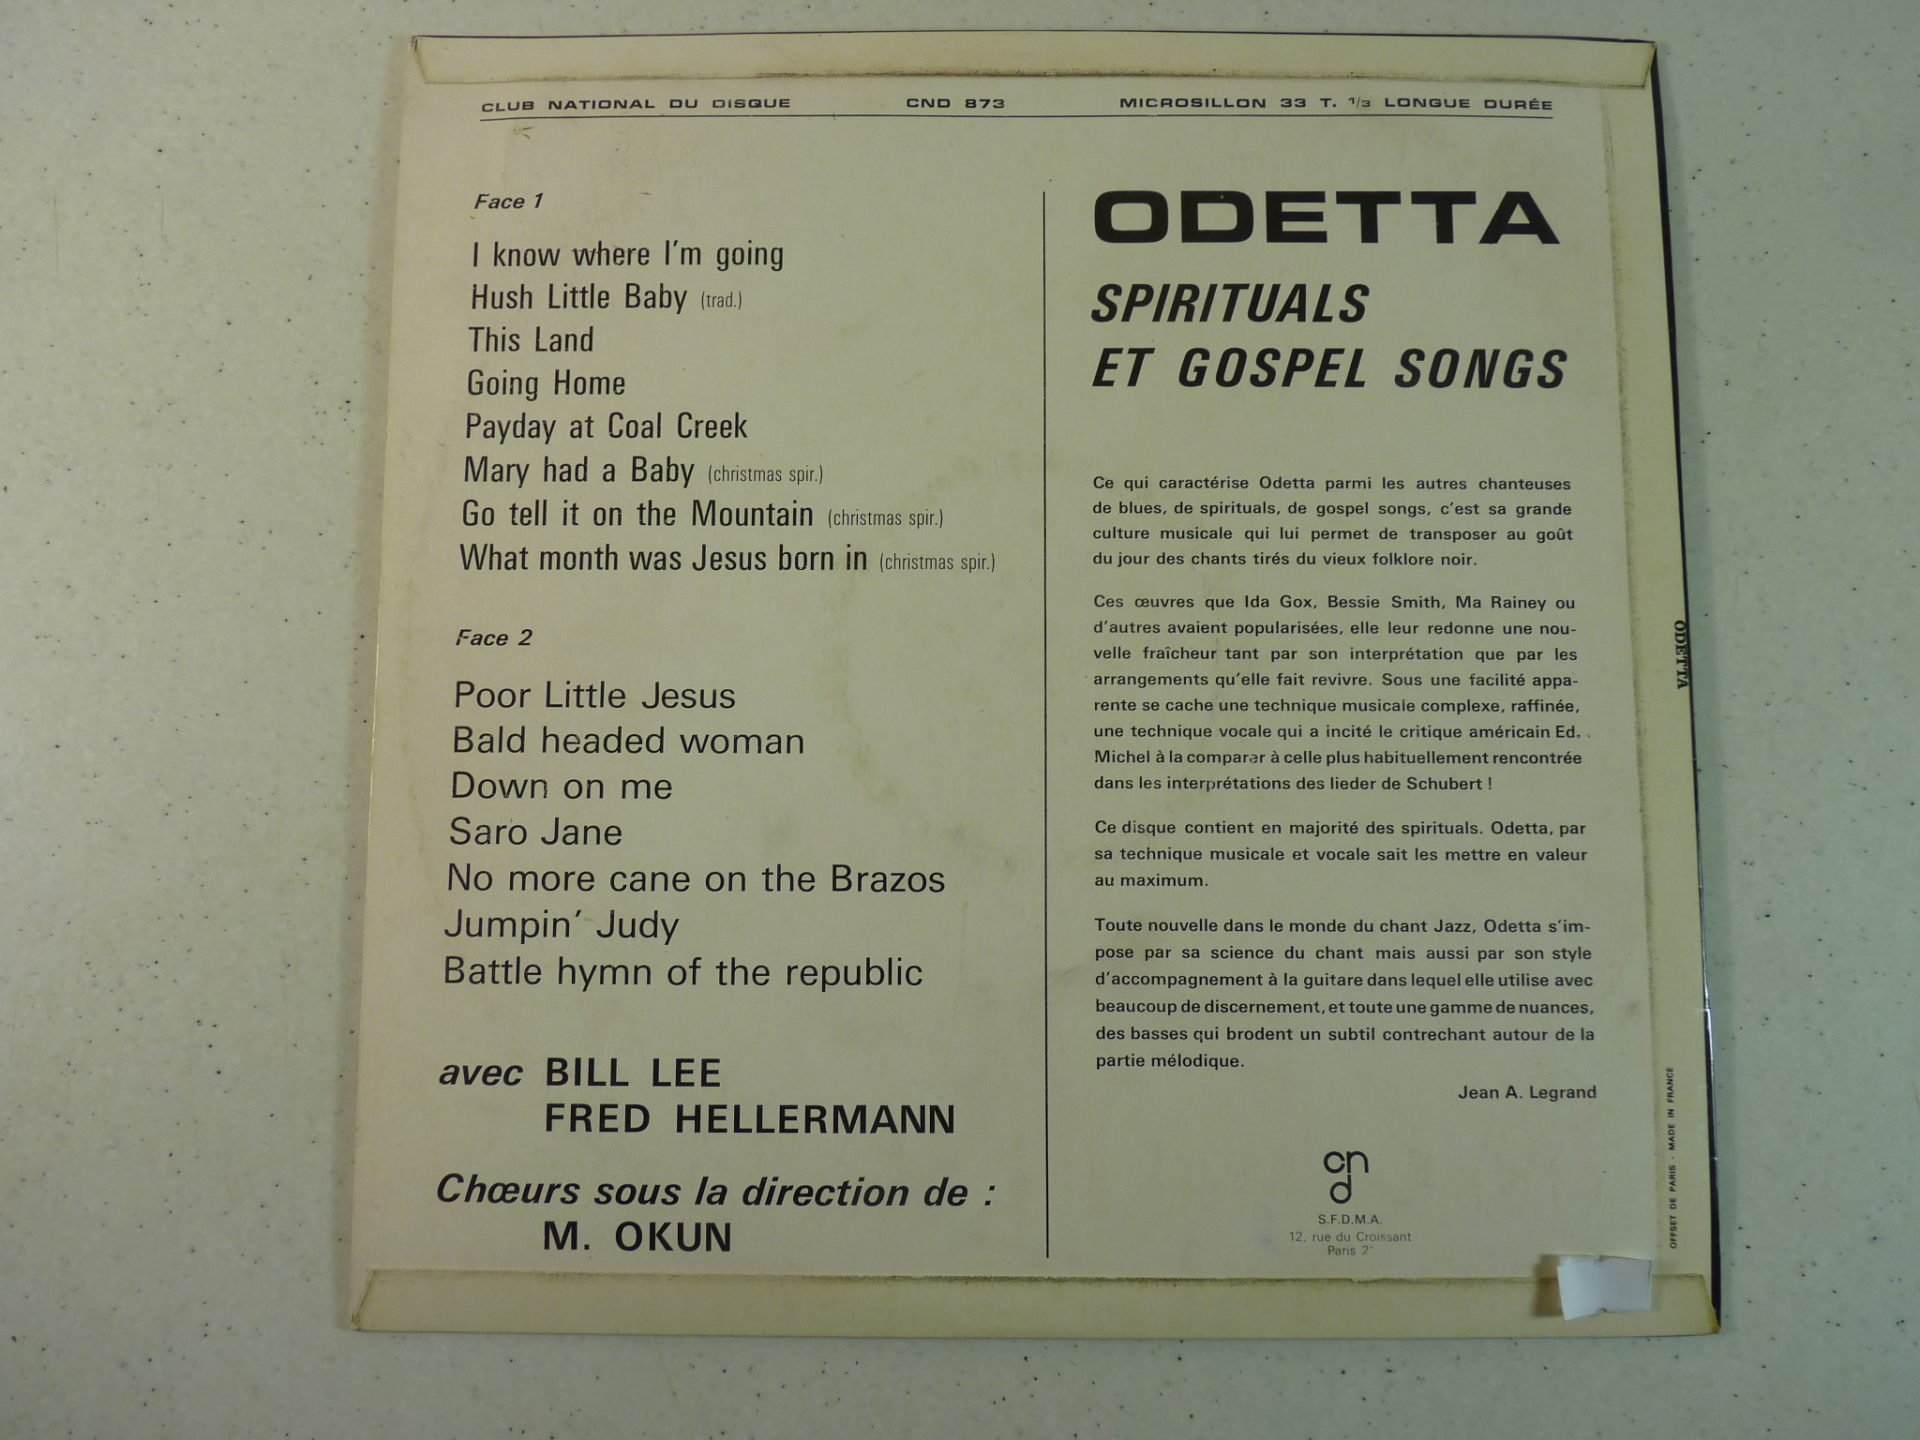 CLUB NATIONAL DU DISQUE CND 873 MICROSILLON 33 T. 1/3 LONGUE DURÉE
Face 1
I know where I'm going
Hush Little Baby (trad.)
This Land
Going Home
Payday at Coal Creek
Mary had a Baby (christmas spir.)
Go tell it on the Mountain (christmas spir.)
What month was Jesus born in (christmas spir.)
Face 2
Poor Little Jesus
Bald headed woman
Down on me
Saro Jane
No more cane on the Brazos
Jumpin' Judy
Battle hymn of the republic
avec BILL LEE
FRED HELLERMANN
Chœurs sous la direction de :
M. OKUN
ODETTA
SPIRITUALS
ET GOSPEL SONGS
Ce qui caractérise Odetta parmi les autres chanteuses
de blues, de spirituals, de gospel songs, c'est sa grande
culture musicale qui lui permet de transposer au goût
du jour des chants tirés du vieux folklore noir.
Ces œuvres que Ida Gox, Bessie Smith, Ma Rainey ou
d'autres avaient popularisées, elle leur redonne une nou-
velle fraîcheur tant par son interprétation que par les
arrangements qu'elle fait revivre. Sous une facilité appa-
rente se cache une technique musicale complexe, raffinée,
une technique vocale qui a incité le critique américain Ed.
Michel à la comparer à celle plus habituellement rencontrée
dans les interprétations des lieder de Schubert !
Ce disque contient en majorité des spirituals. Odetta, par
sa technique musicale et vocale sait les mettre en valeur
au maximum.
Toute nouvelle dans le monde du chant Jazz, Odetta s'im-
pose par sa science du chant mais aussi par son style
d'accompagnement à la guitare dans lequel elle utilise avec
beaucoup de discernement, et toute une gamme de nuances,
des basses qui brodent un subtil contrechant autour de la
partie mélodique.
Jean A. Legrand
cn
d
S.F.D.M.A.
12, rue du Croissant
Paris 2°
ODETTA
OFFSET DE PARIS - MADE IN FRANCE